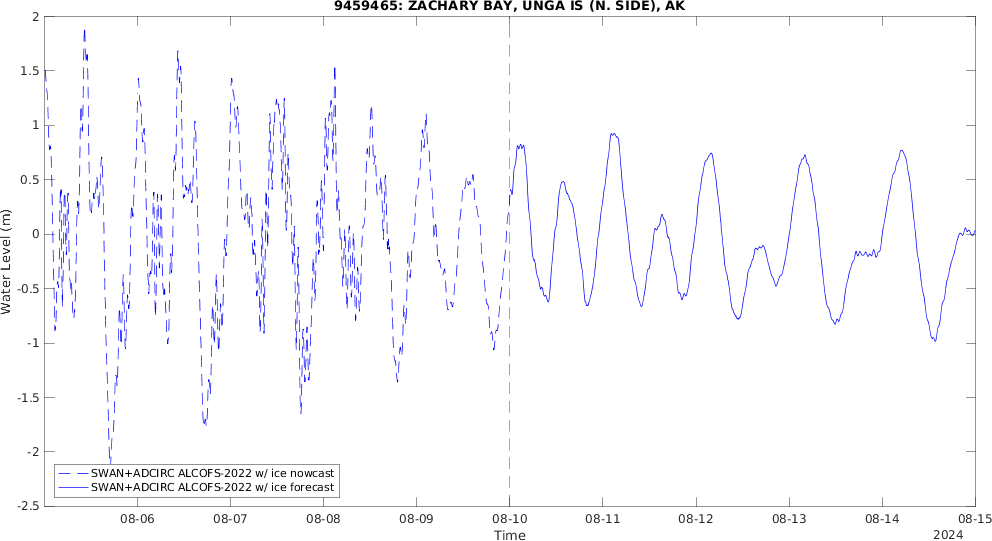 9459465: ZACHARY BAY, UNGA IS (N. SIDE), AK
2
1.5
1
0.5
0
-0.5
-1
-1.5
-2
-2.5
Water Level (m)
SWAN+ADCIRC ALCOFS-2022 w/ ice nowcast
SWAN+ADCIRC ALCOFS-2022 w/ ice forecast
08-06 08-07 08-08 08-09 08-10 08-11 08-12 08-13 08-14 08-15
Time
2024